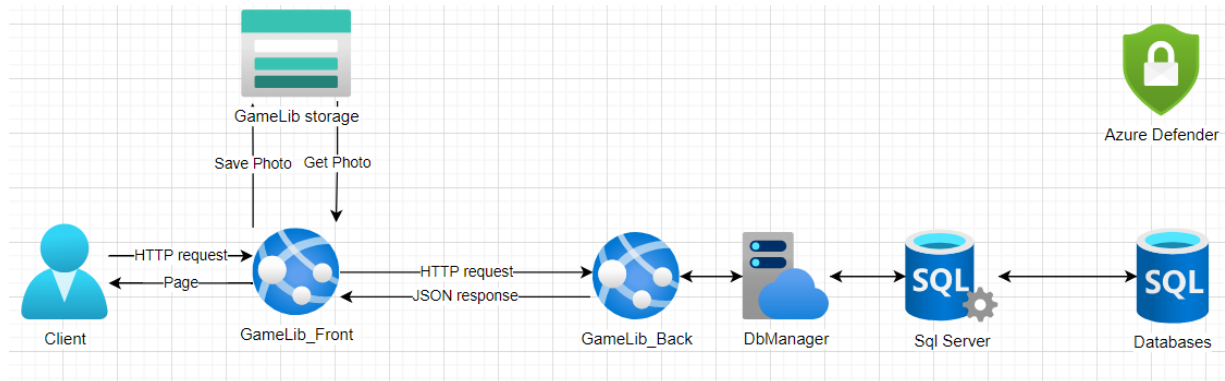 GameLib storage
Azure Defender
Save Photo
Get Photo
HTTP request
Page
HTTP request
JSON response
SQL
SQL
Client
GameLib_Front
GameLib_Back
DbManager
Sql Server
Databases